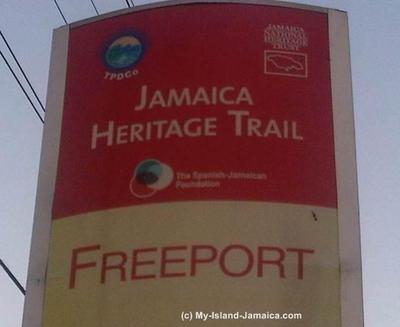 TPDCo
JAMAICA
NATIONAL
HERITAGE
TRUST
JAMAICA
HERITAGE TRAIL
The Spanish-Jamaican
Foundation
FREEPORT
(c) My-Island-Jamaica.com